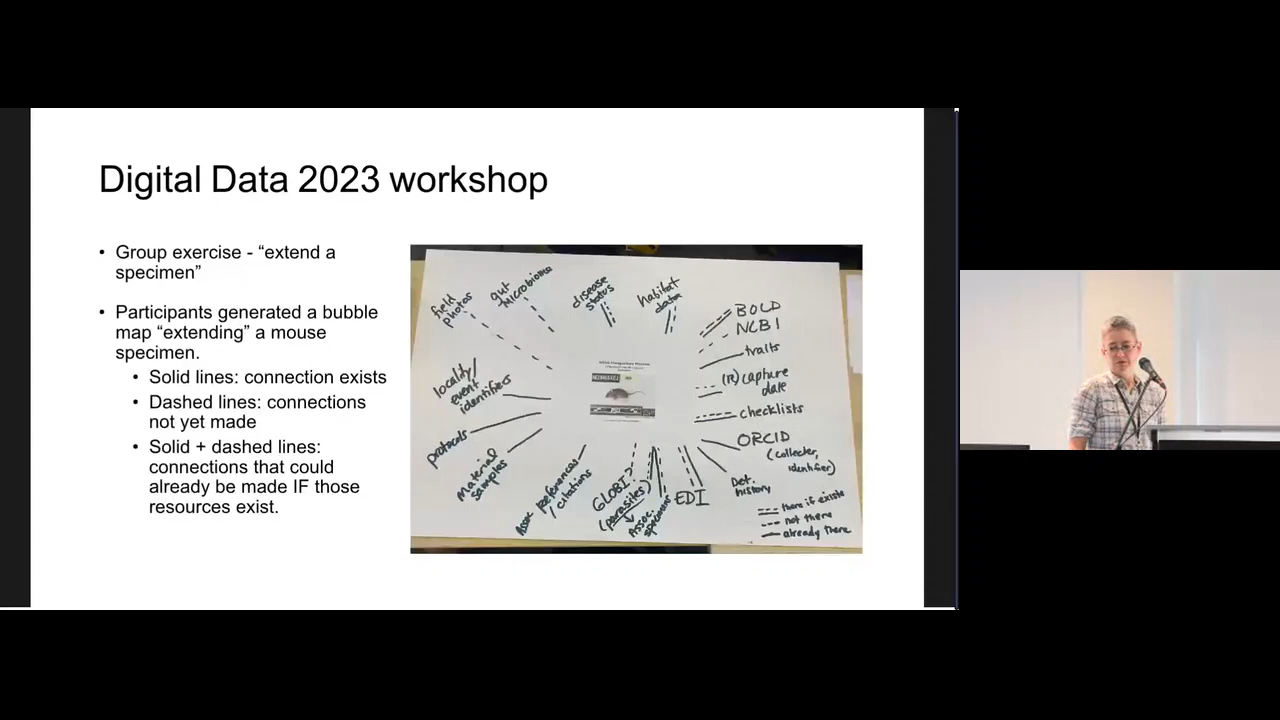 Digital Data 2023 workshop
• Group exercise - “extend a
specimen”
• Participants generated a bubble
map “extending” a mouse
specimen.
• Solid lines: connection exists
• Dashed lines: connections
not yet made
• Solid + dashed lines:
connections that could
already be made IF those
resources exist.
field
photos
gut
microbiome
disease
status
habitat
data
BOLD
NCBI
traits
(R) capture
date
checklists
ORCID
(collector,
identifier)
Det.
history
EDI
Assoc.
specimens
GLOBI?
(parasites)
Assoc references/
citations
material
samples
protocols
locality/
event
identifiers
there if exists
not there
already there